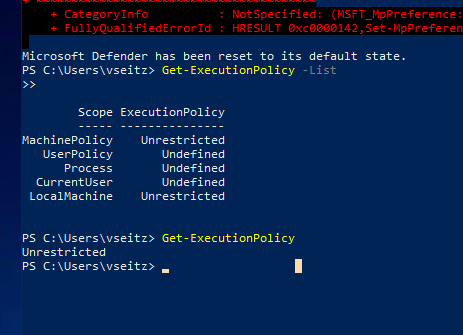 + CategoryInfo : NotSpecified: (MSFT_MpPreference:
+ FullyQualifiedErrorId : HRESULT 0xc0000142,Set-MpPreferen
Microsoft Defender has been reset to its default state.
PS C:\Users\vseitz> Get-ExecutionPolicy -List
>>
Scope ExecutionPolicy
----- ---------------
MachinePolicy Unrestricted
UserPolicy Undefined
Process Undefined
CurrentUser Undefined
LocalMachine Unrestricted
PS C:\Users\vseitz> Get-ExecutionPolicy
Unrestricted
PS C:\Users\vseitz>